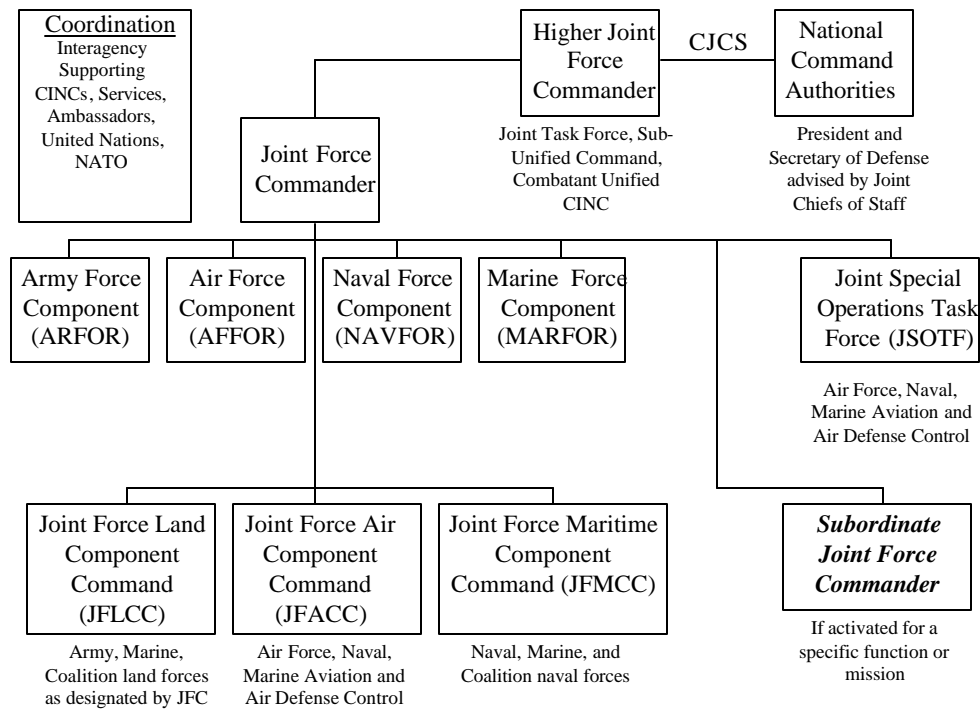 Coordination
Interagency
Supporting
CINCs, Services,
Ambassadors,
United Nations,
NATO
Higher Joint
Force
Commander
CJCS
National
Command
Authorities
Joint Task Force, Sub-
Unified Command,
Combatant Unified
CINC
President and
Secretary of Defense
advised by Joint
Chiefs of Staff
Joint Force
Commander
Army Force
Component
(ARFOR)
Air Force
Component
(AFFOR)
Naval Force
Component
(NAVFOR)
Marine Force
Component
(MARFOR)
Joint Special
Operations Task
Force (JSOTF)
Air Force, Naval,
Marine Aviation and
Air Defense Control
Joint Force Land
Component
Command
(JFLCC)
Army, Marine,
Coalition land forces
as designated by JFC
Joint Force Air
Component
Command
(JFACC)
Air Force, Naval,
Marine Aviation and
Air Defense Control
Joint Force Maritime
Component
Command (JFMCC)
Naval, Marine, and
Coalition naval forces
Subordinate
Joint Force
Commander
If activated for a
specific function or
mission